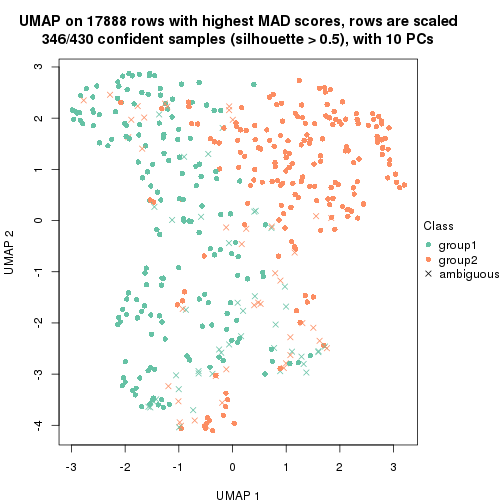 UMAP on 17888 rows with highest MAD scores, rows are scaled
346/430 confident samples (silhouette > 0.5), with 10 PCs
3
2
1
0
-1
-2
-3
-4
UMAP 2
-3
-2
-1
0
1
2
3
UMAP 1
Class
group1
group2
ambiguous